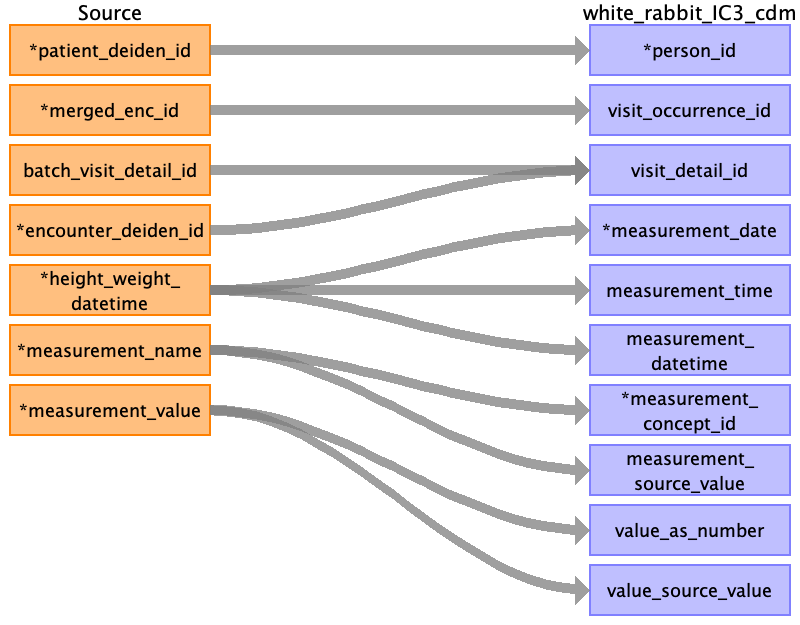 Source
white_rabbit_IC3_cdm
*patient_deiden_id
*person_id
*merged_enc_id
visit_occurrence_id
batch_visit_detail_id
visit_detail_id
*encounter_deiden_id
*measurement_date
*height_weight_
datetime
measurement_time
*measurement_name
measurement_
datetime
*measurement_value
*measurement_
concept_id
measurement_
source_value
value_as_number
value_source_value